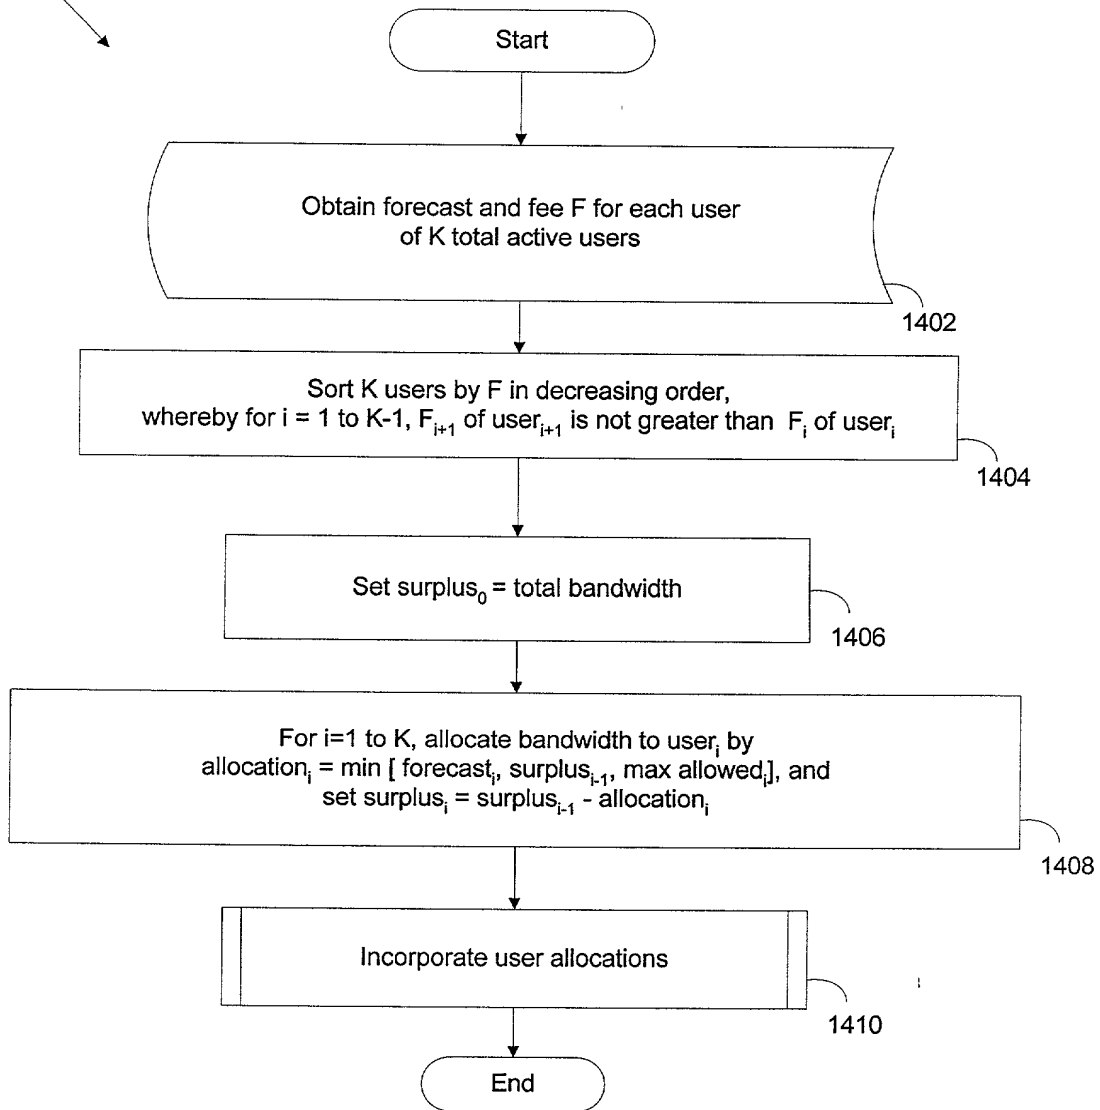 Start
Obtain forecast and fee F for each user
of K total active users
1402
Sort K users by F in decreasing order,
whereby for i = 1 to K-1, F_{i+1} of user_{i+1} is not greater than F_i of user_i
1404
Set surplus_0 = total bandwidth
1406
For i=1 to K, allocate bandwidth to user_i by
allocation_i = min [ forecast_i, surplus_{i-1}, max allowed_i], and
set surplus_i = surplus_{i-1} - allocation_i
1408
Incorporate user allocations
1410
End